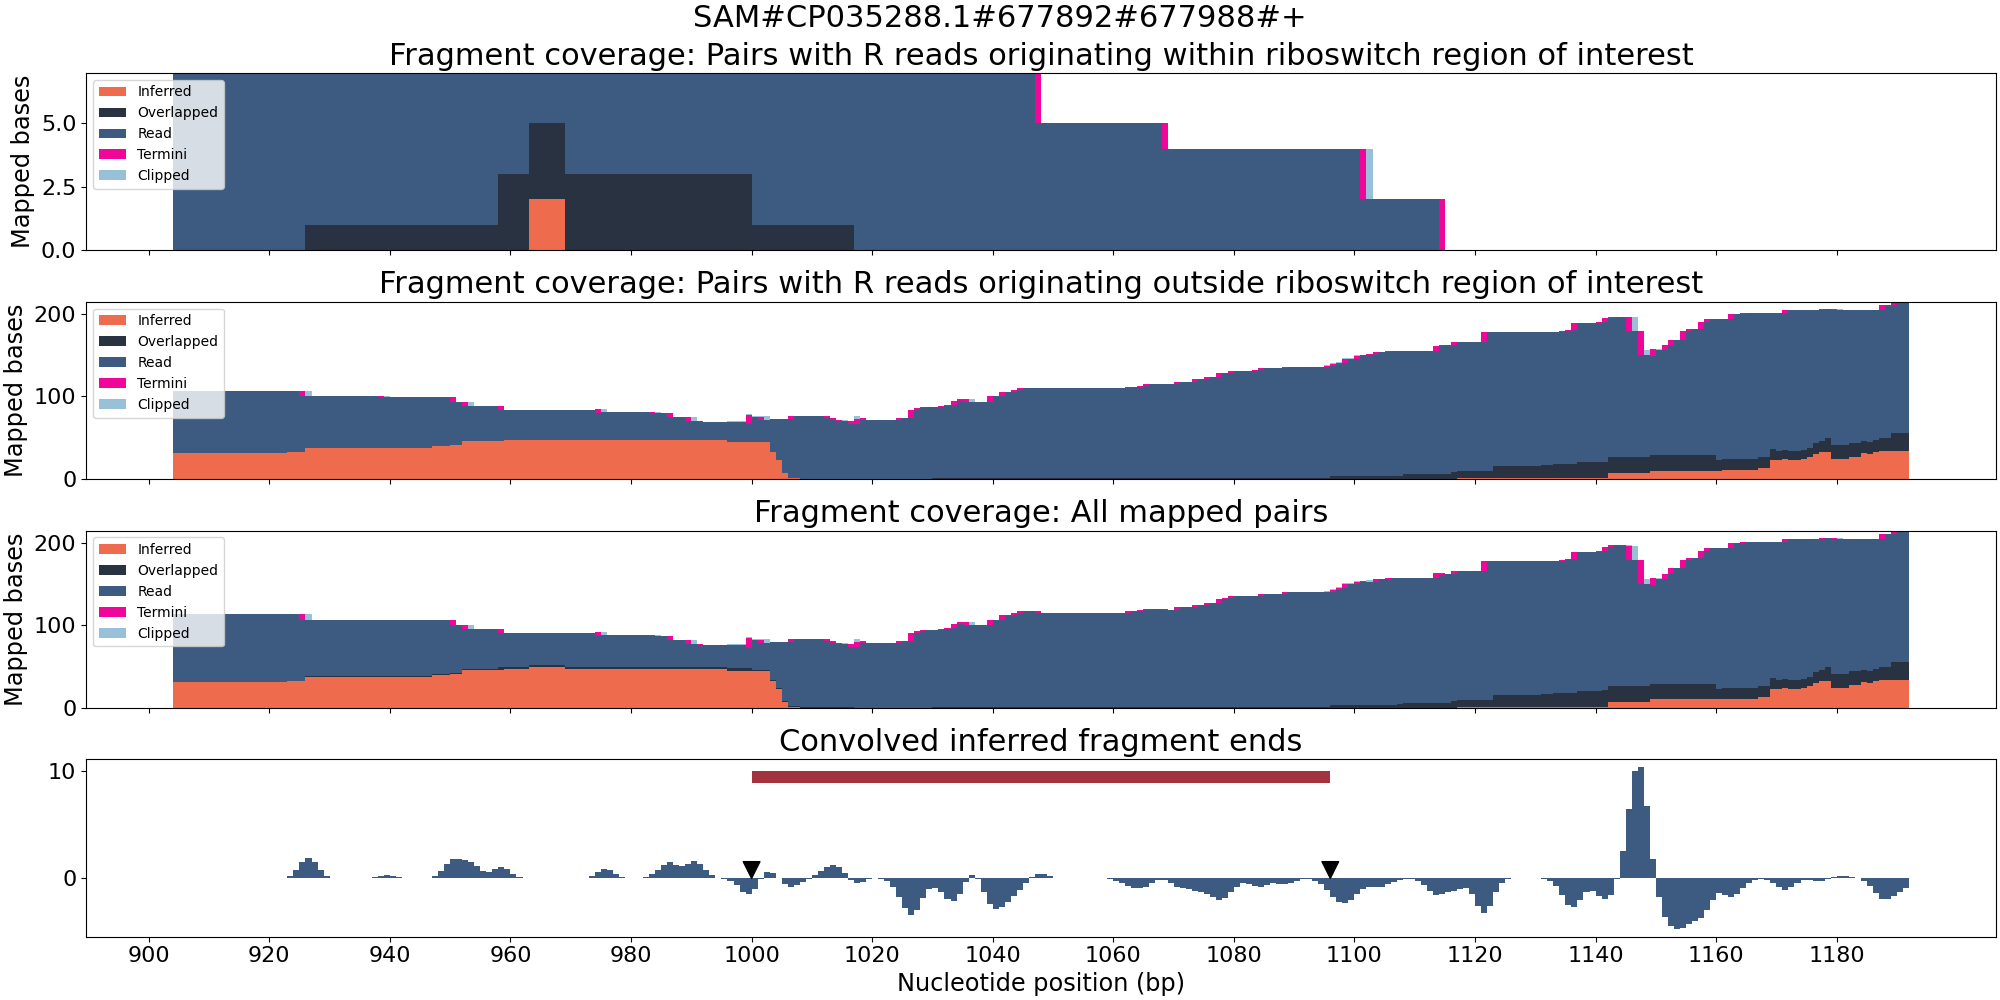 SAM#CP035288.1#677892#677988#+
Fragment coverage: Pairs with R reads originating within riboswitch region of interest
Mapped bases
5.0
2.5
0.0
Inferred
Overlapped
Read
Termini
Clipped
Fragment coverage: Pairs with R reads originating outside riboswitch region of interest
Mapped bases
200
100
0
Inferred
Overlapped
Read
Termini
Clipped
Fragment coverage: All mapped pairs
Mapped bases
200
100
0
Inferred
Overlapped
Read
Termini
Clipped
Convolved inferred fragment ends
10
0
900 920 940 960 980 1000 1020 1040 1060 1080 1100 1120 1140 1160 1180
Nucleotide position (bp)